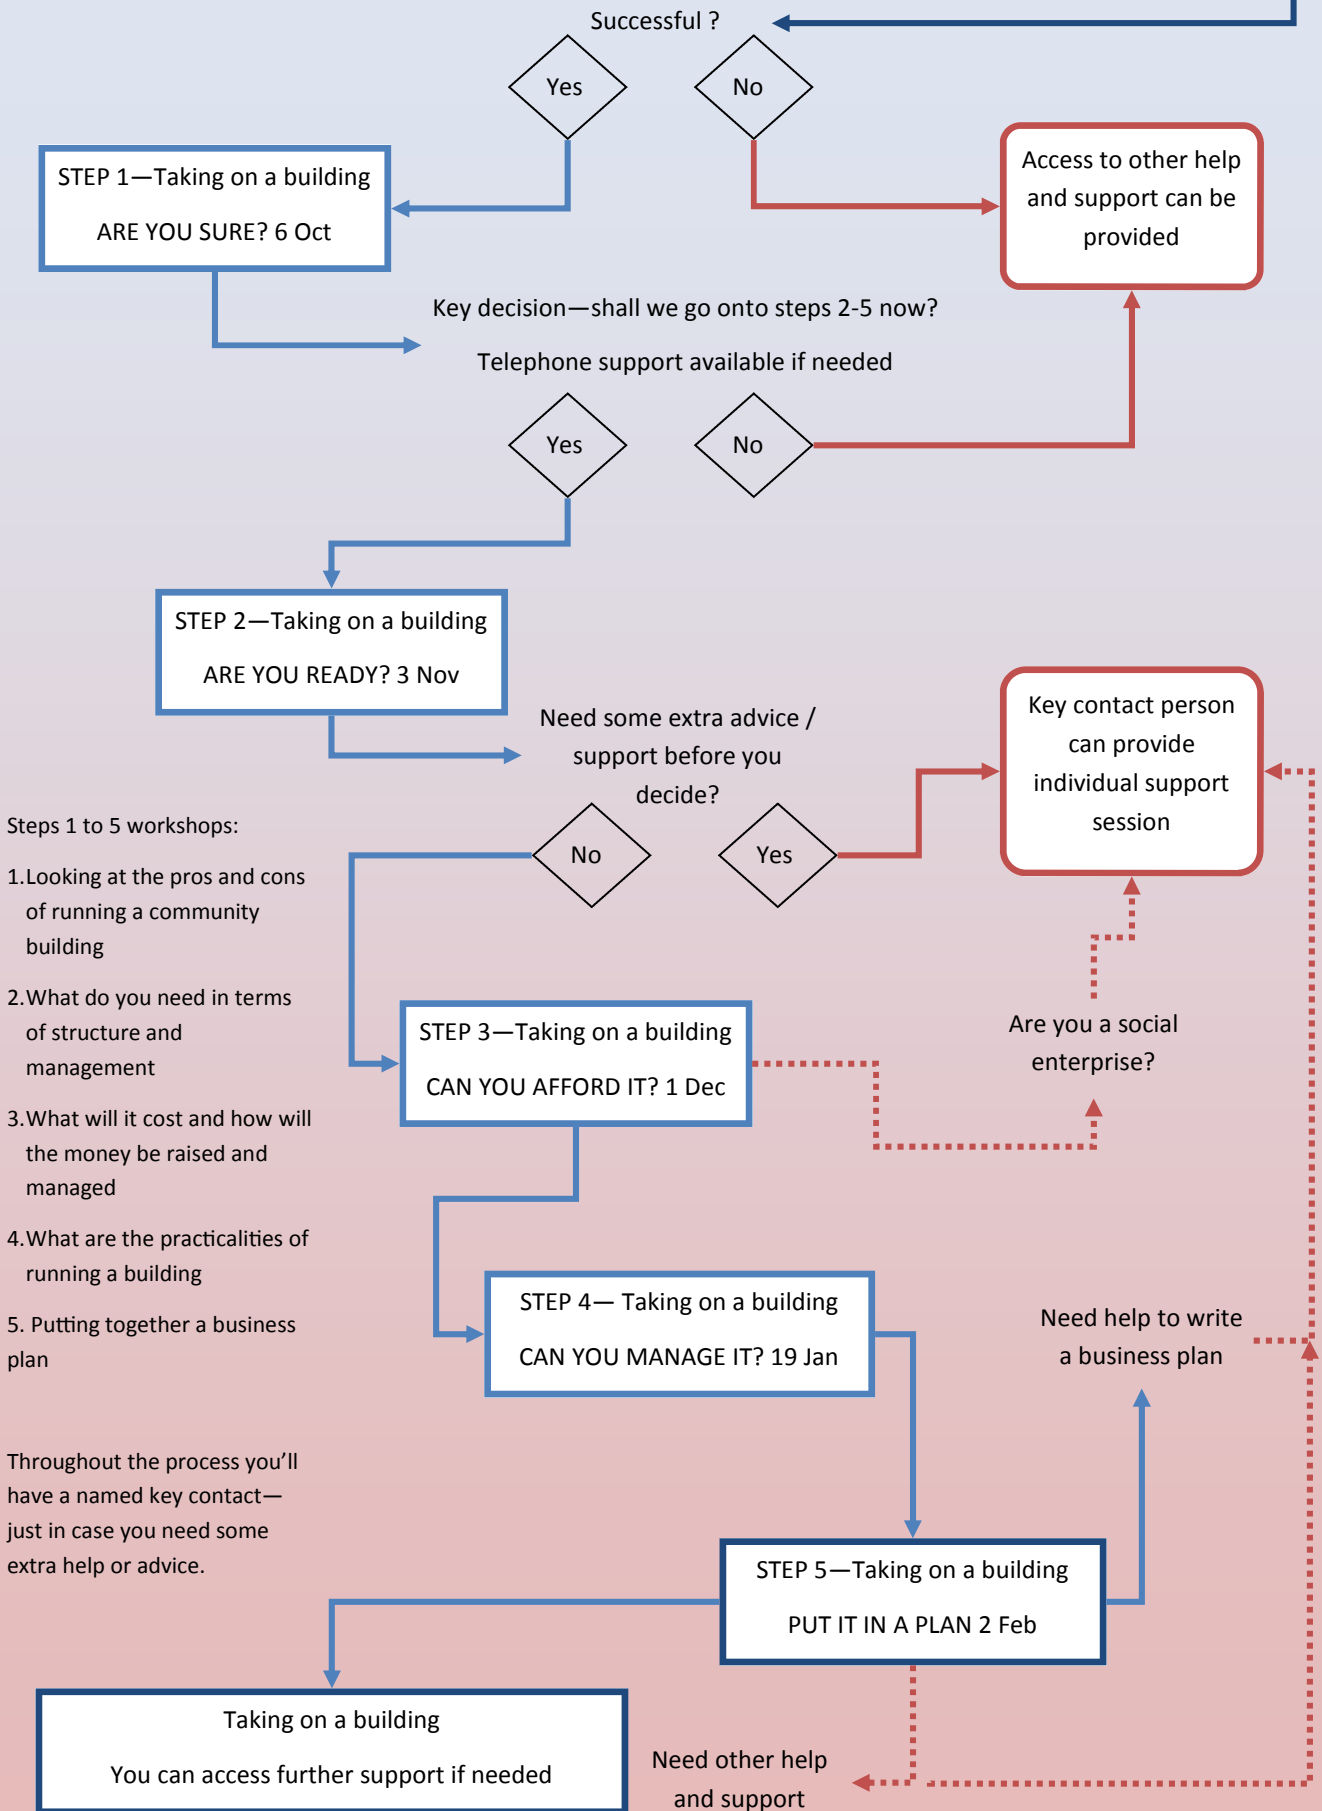 Successful ?
Yes
No
STEP 1—Taking on a building
ARE YOU SURE? 6 Oct
Access to other help
and support can be
provided
Key decision—shall we go onto steps 2-5 now?
Telephone support available if needed
Yes
No
STEP 2—Taking on a building
ARE YOU READY? 3 Nov
Need some extra advice /
support before you
decide?
Key contact person
can provide
individual support
session
No
Yes
Steps 1 to 5 workshops:
1.Looking at the pros and cons
of running a community
building
2.What do you need in terms
of structure and
management
3.What will it cost and how will
the money be raised and
managed
4.What are the practicalities of
running a building
5. Putting together a business
plan
Throughout the process you’ll
have a named key contact—
just in case you need some
extra help or advice.
STEP 3—Taking on a building
CAN YOU AFFORD IT? 1 Dec
Are you a social
enterprise?
STEP 4— Taking on a building
CAN YOU MANAGE IT? 19 Jan
Need help to write
a business plan
STEP 5—Taking on a building
PUT IT IN A PLAN 2 Feb
Taking on a building
You can access further support if needed
Need other help
and support